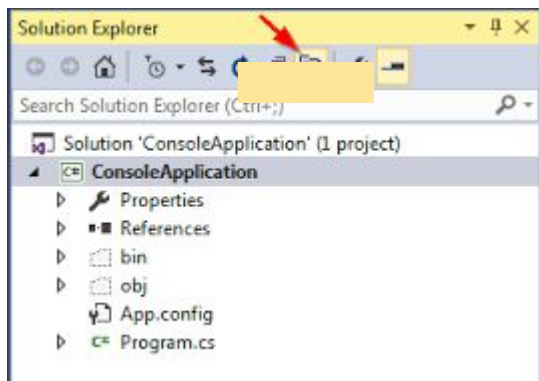 Solution Explorer
Search Solution Explorer (Ctrl+;)
Solution 'ConsoleApplication' (1 project)
C# ConsoleApplication
Properties
References
bin
obj
App.config
C# Program.cs